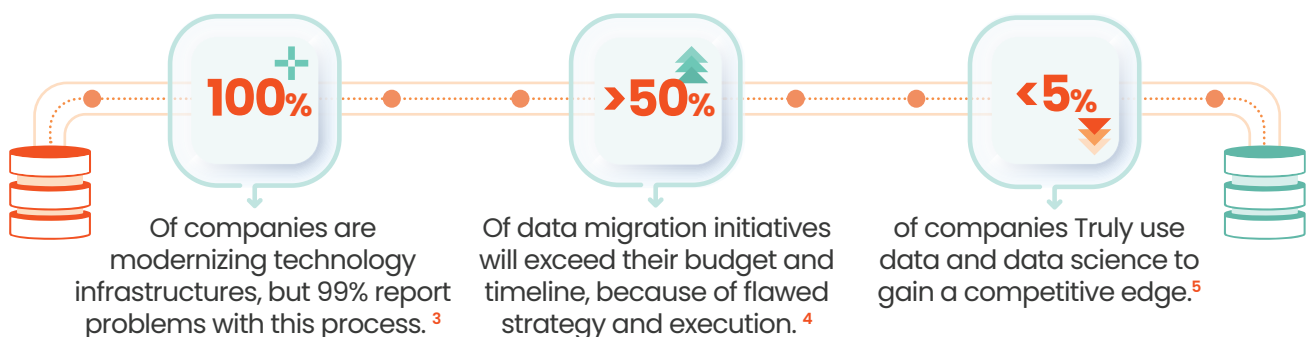 100%
Of companies are
modernizing technology
infrastructures, but 99% report
problems with this process. 3
>50%
Of data migration initiatives
will exceed their budget and
timeline, because of flawed
strategy and execution. 4
<5%
of companies Truly use
data and data science to
gain a competitive edge.5